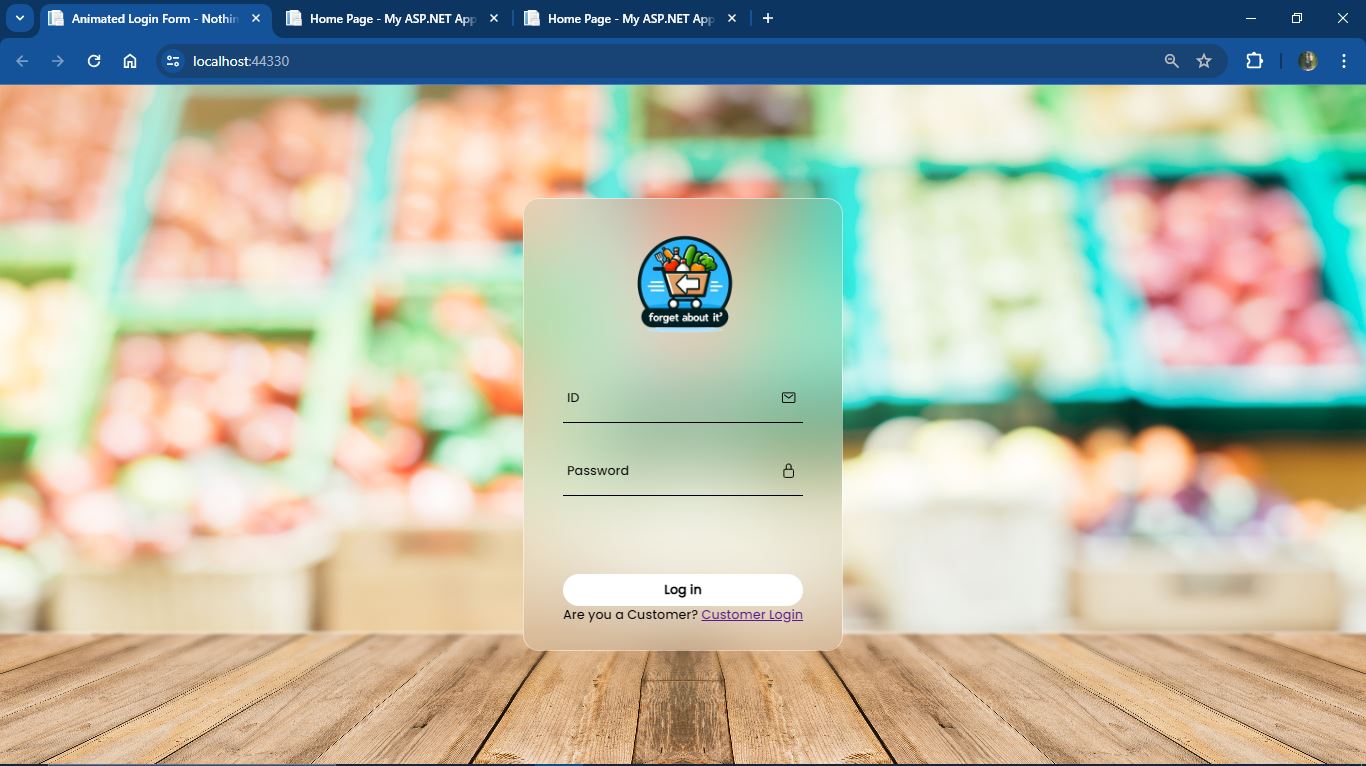 Animated Login Form - Nothin
Home Page - My ASP.NET App
Home Page - My ASP.NET App
localhost:44330
forget about it'
ID
Password
Log in
Are you a Customer? Customer Login